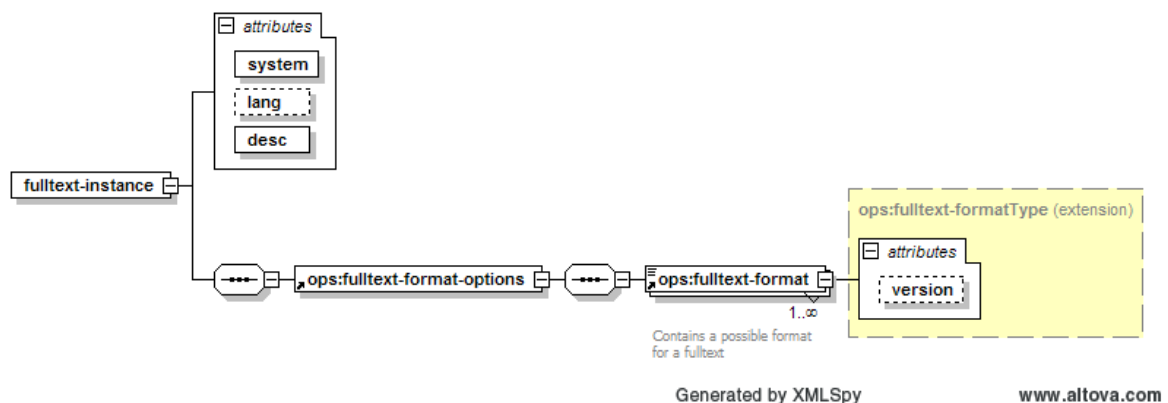 attributes
system
lang
desc
fulltext-instance
ops:fulltext-format-options
ops:fulltext-format
1..∞
Contains a possible format
for a fulltext
ops:fulltext-formatType (extension)
attributes
version
Generated by XMLSpy
www.altova.com